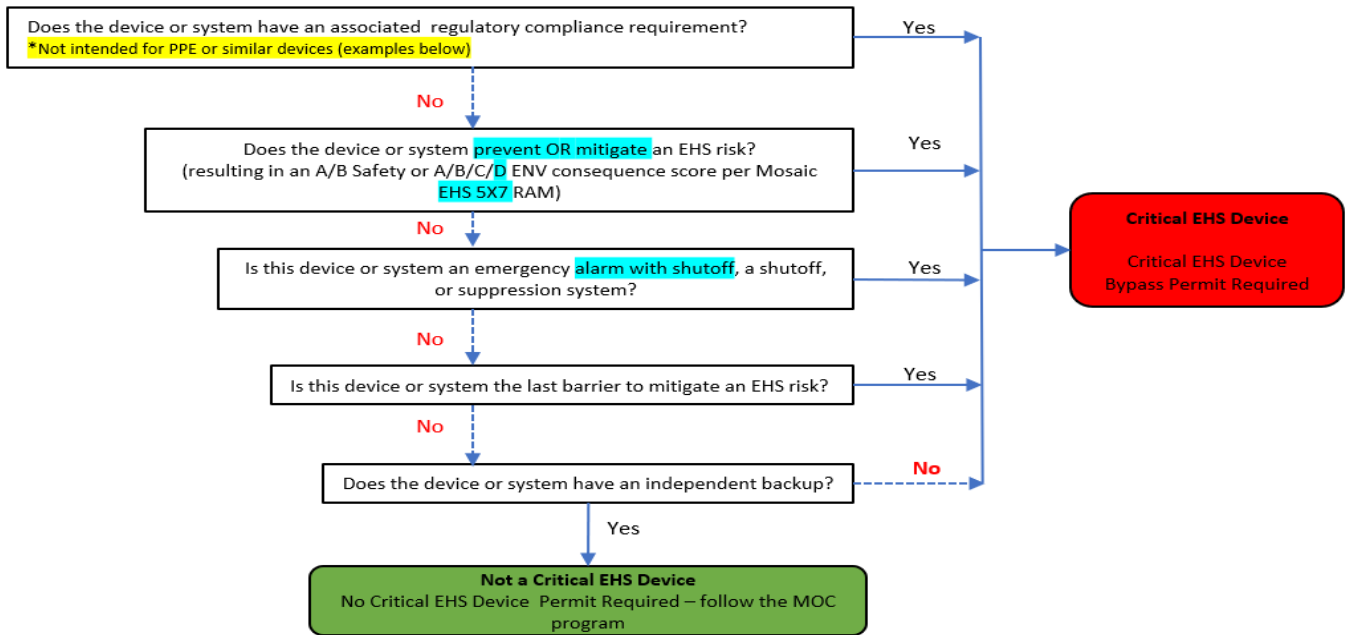 Does the device or system have an associated regulatory compliance requirement?
*Not intended for PPE or similar devices (examples below)
Yes
No
Does the device or system prevent OR mitigate an EHS risk?
(resulting in an A/B Safety or A/B/C/D ENV consequence score per Mosaic
EHS 5X7 RAM)
Yes
No
Critical EHS Device
Critical EHS Device
Bypass Permit Required
Is this device or system an emergency alarm with shutoff, a shutoff,
or suppression system?
Yes
No
Is this device or system the last barrier to mitigate an EHS risk?
Yes
No
Does the device or system have an independent backup?
No
Yes
Not a Critical EHS Device
No Critical EHS Device Permit Required – follow the MOC
program